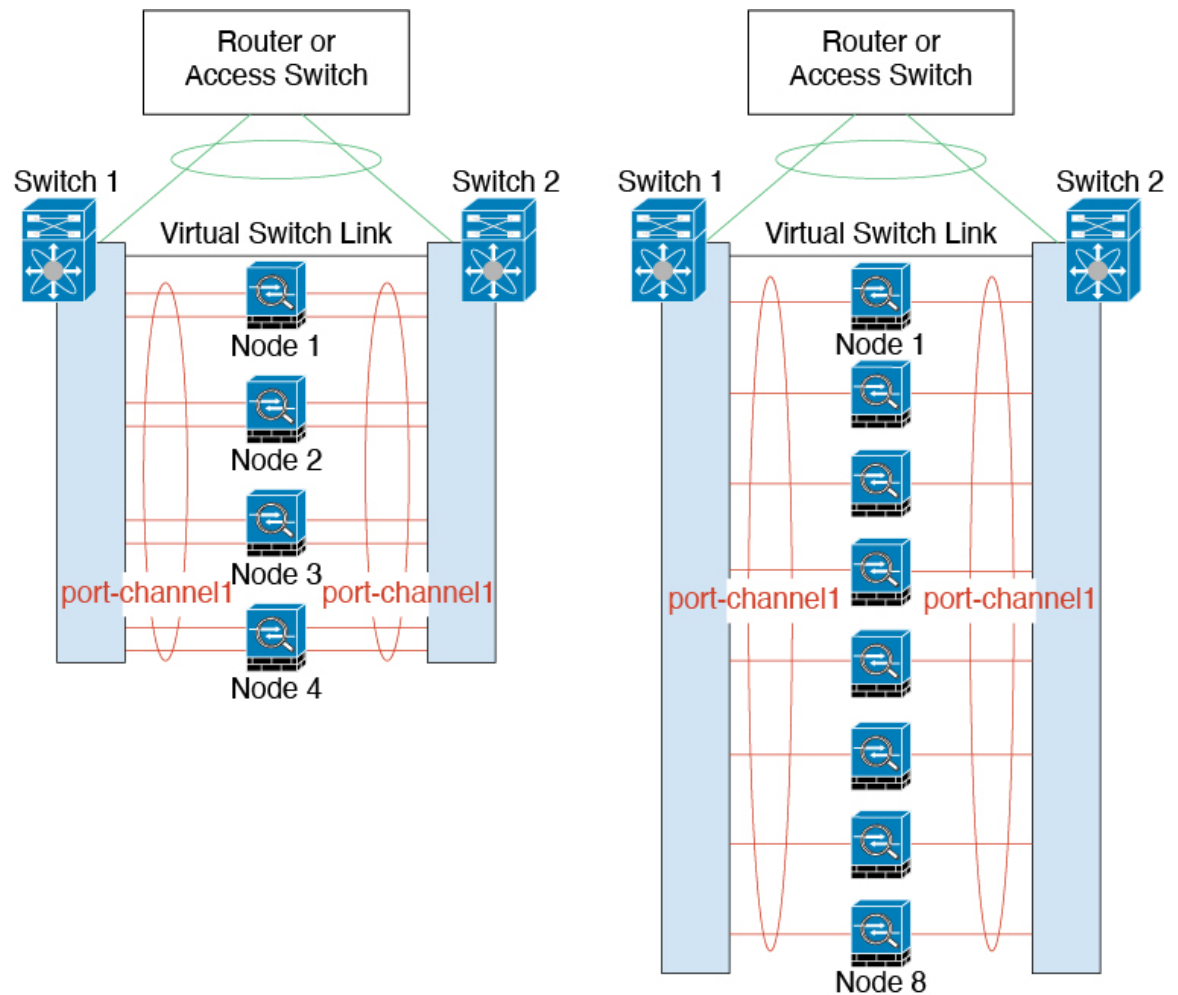 Router or
Access Switch
Switch 1
Switch 2
Virtual Switch Link
Node 1
Node 2
Node 3
port-channel1
port-channel1
Node 4
Router or
Access Switch
Switch 1
Switch 2
Virtual Switch Link
Node 1
port-channel1
port-channel1
Node 8